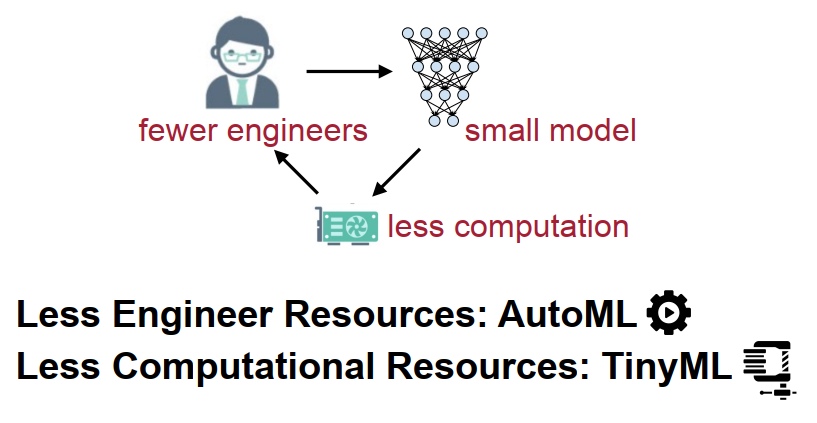 fewer engineers
small model
less computation
Less Engineer Resources: AutoML
Less Computational Resources: TinyML